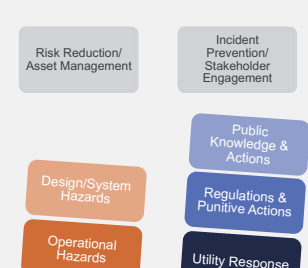 Risk Reduction/
Asset Management
Incident
Prevention/
Stakeholder
Engagement
Public
Knowledge &
Actions
Design/System
Hazards
Regulations &
Punitive Actions
Operational
Hazards
Utility Response